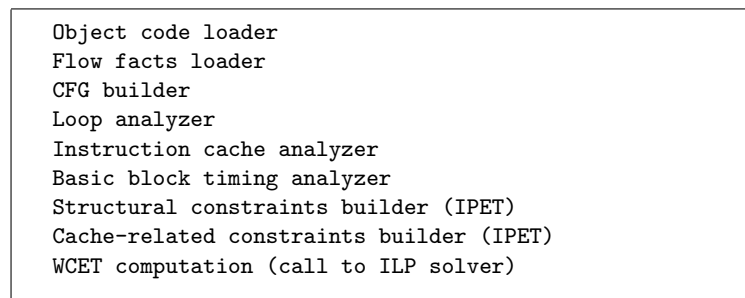 Object code loader
Flow facts loader
CFG builder
Loop analyzer
Instruction cache analyzer
Basic block timing analyzer
Structural constraints builder (IPET)
Cache-related constraints builder (IPET)
WCET computation (call to ILP solver)